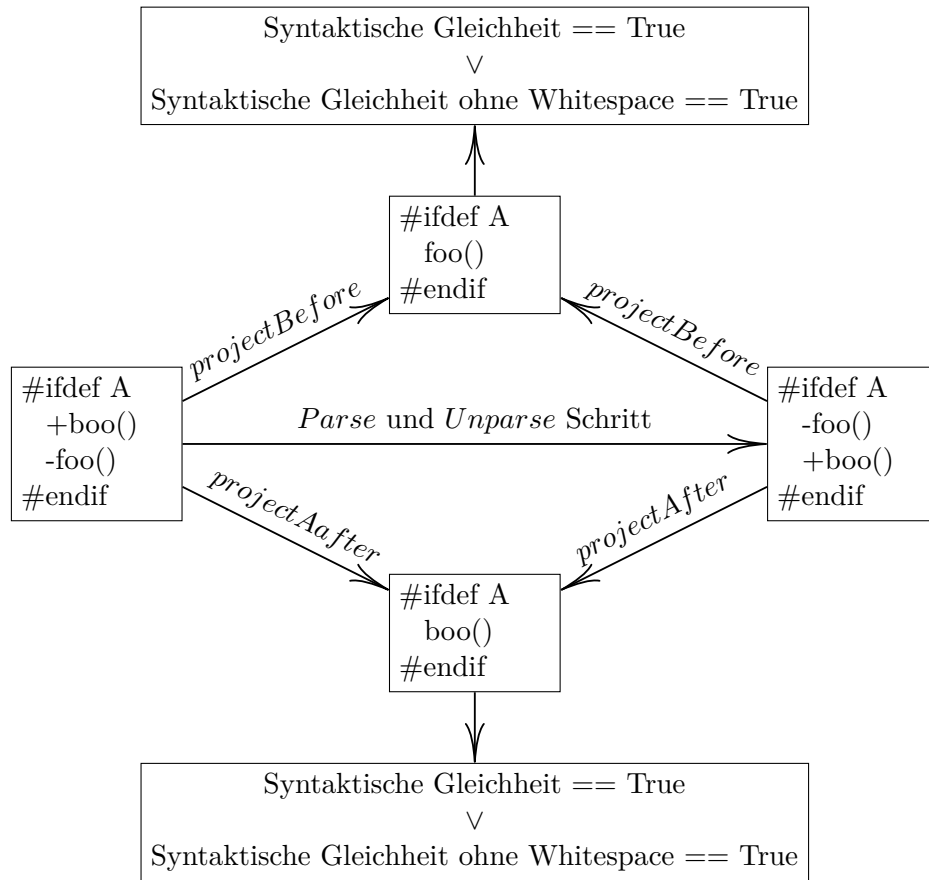 Syntaktische Gleichheit == True
∨
Syntaktische Gleichheit ohne Whitespace == True
#ifdef A
foo()
#endif
projectBefore
projectBefore
#ifdef A
+boo()
-foo()
#endif
Parse und Unparse Schritt
#ifdef A
-foo()
+boo()
#endif
projectAafter
projectAfter
#ifdef A
boo()
#endif
Syntaktische Gleichheit == True
∨
Syntaktische Gleichheit ohne Whitespace == True